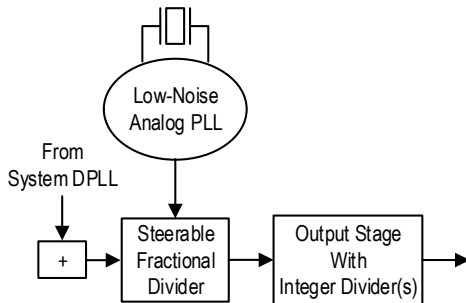 Low-Noise
Analog PLL
From
System DPLL
+
Steerable
Fractional
Divider
Output Stage
With
Integer Divider(s)